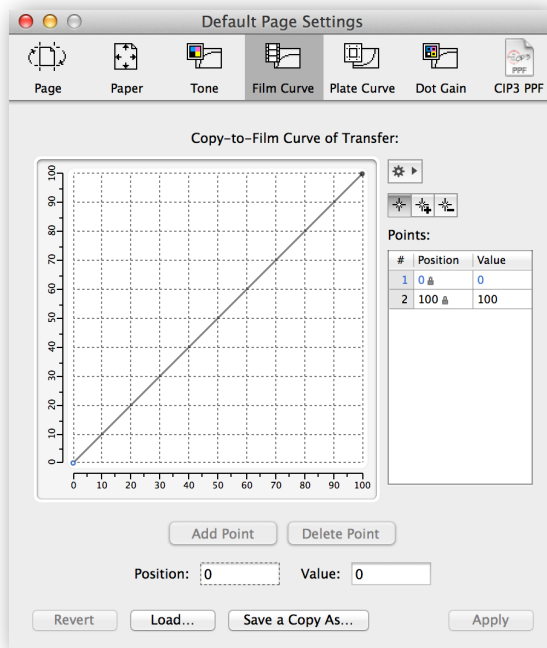 Default Page Settings
Page Paper Tone Film Curve Plate Curve Dot Gain CIP3 PPF
PPF
Copy-to-Film Curve of Transfer:
100
90
80
70
60
50
40
30
20
10
0
0 10 20 30 40 50 60 70 80 90 100
Points:
# Position Value
1 0 0
2 100 100
Add Point Delete Point
Position: 0 Value: 0
Revert Load... Save a Copy As... Apply